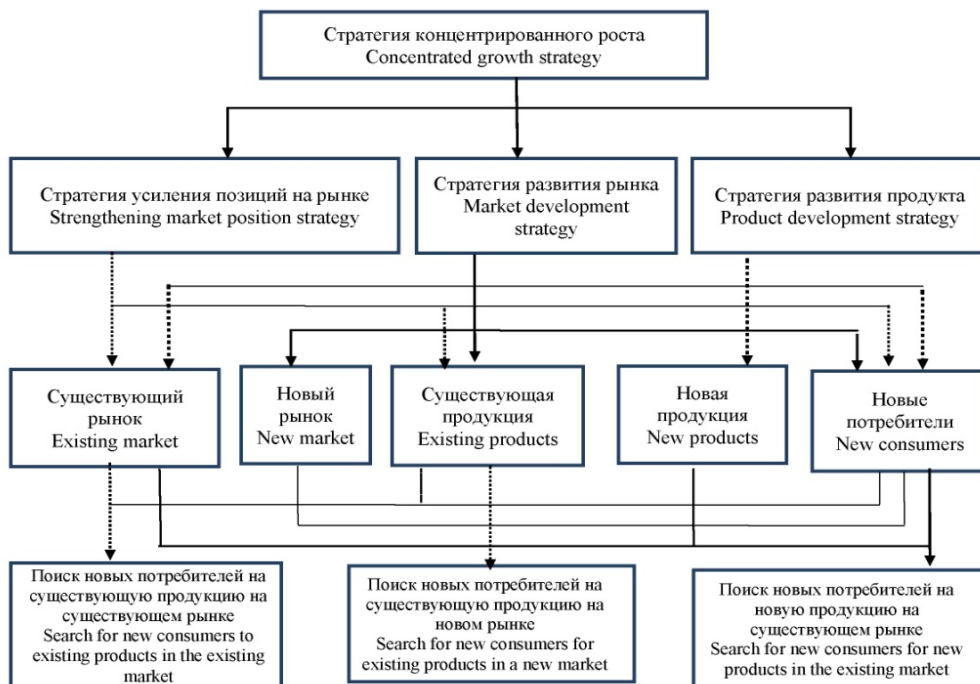 Стратегия концентрированного роста
Concentrated growth strategy
Стратегия усиления позиций на рынке
Strengthening market position strategy
Стратегия развития рынка
Market development
strategy
Стратегия развития продукта
Product development strategy
Существующий
рынок
Existing market
Новый
рынок
New market
Существующая
продукция
Existing products
Новая
продукция
New products
Новые
потребители
New consumers
Поиск новых потребителей на
существующую продукцию на
существующем рынке
Search for new consumers to
existing products in the existing
market
Поиск новых потребителей на
существующую продукцию на
новом рынке
Search for new consumers for
existing products in a new market
Поиск новых потребителей на
новую продукцию на
существующем рынке
Search for new consumers for new
products in the existing market